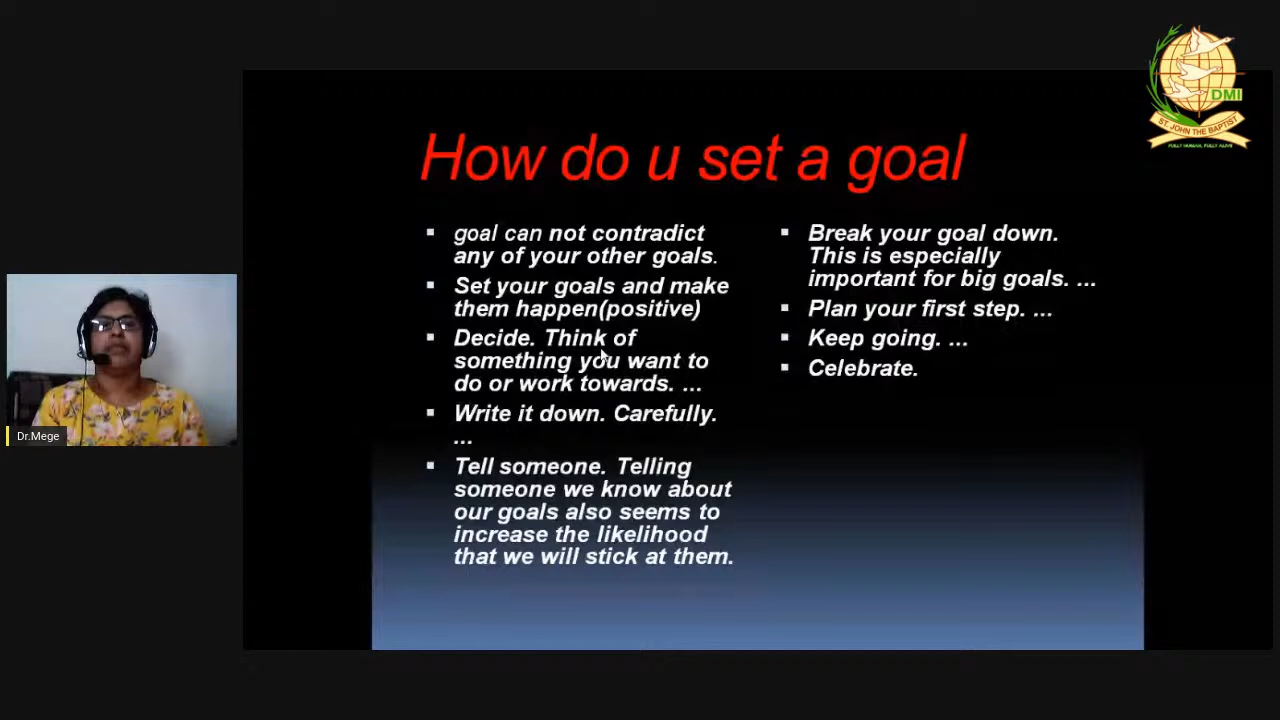 How do u set a goal
▪ goal can not contradict
any of your other goals.
▪ Set your goals and make
them happen(positive)
▪ Decide. Think of
something you want to
do or work towards. ...
▪ Write it down. Carefully.
...
▪ Tell someone. Telling
someone we know about
our goals also seems to
increase the likelihood
that we will stick at them.
▪ Break your goal down.
This is especially
important for big goals. ...
▪ Plan your first step. ...
▪ Keep going. ...
▪ Celebrate.
Dr.Mege
DMI
ST. JOHN THE BAPTIST
FULLY HUMAN, FULLY ALIVE